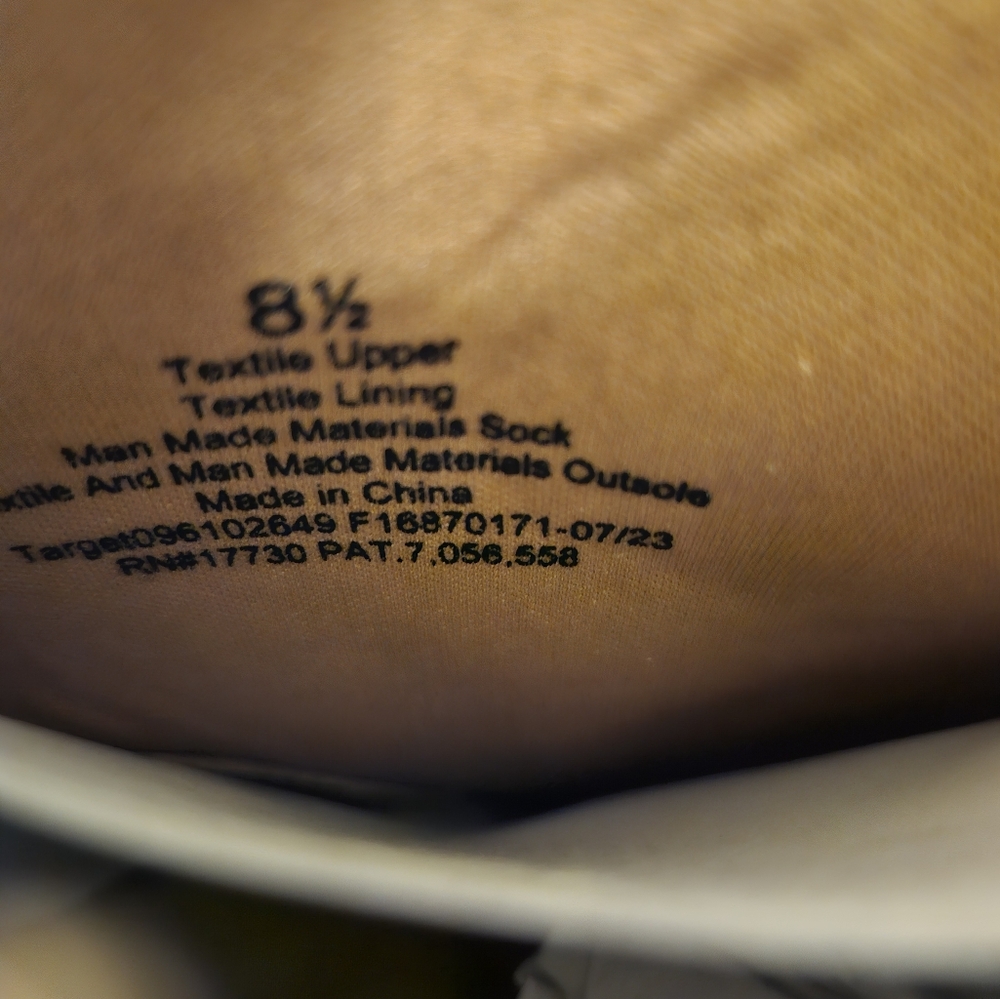 8½
Textile Upper
Textile Lining
Man Made Materials Sock
And Man Made Materials Outsole
Made in China
Target096102649 F16870171-07/23
RN#17730 PAT.7,056,558